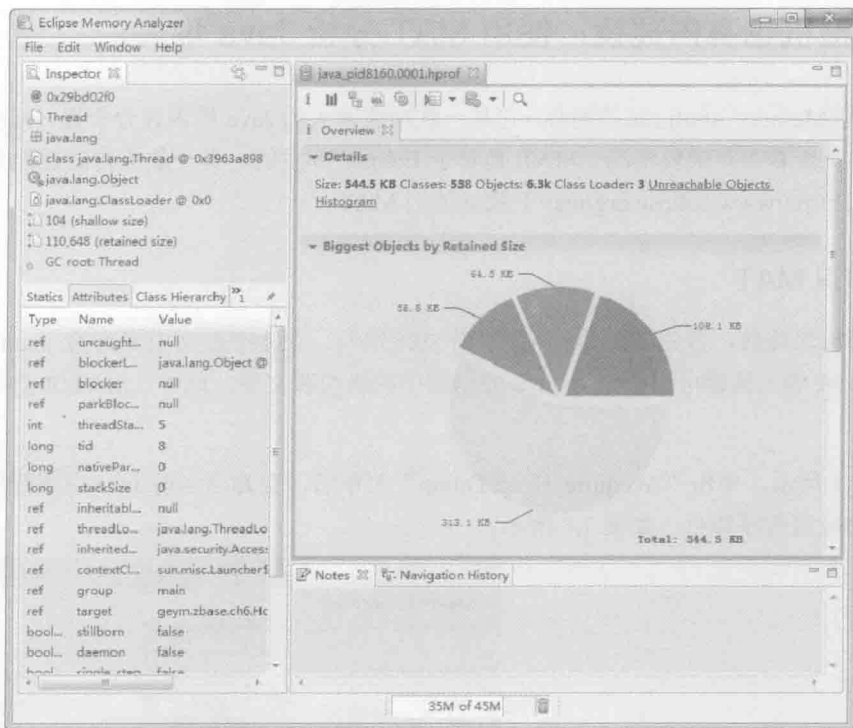 Eclipse Memory Analyzer
File Edit Window Help
Inspector
@ 0x29bd02f0
Thread
java.lang
class java.lang.Thread @ 0x3963a898
java.lang.Object
java.lang.ClassLoader @ 0x0
104 (shallow size)
110,648 (retained size)
GC root: Thread
Statics Attributes Class Hierarchy »1
Type Name Value
ref uncaught... null
ref blockerL... java.lang.Object @
ref blocker null
ref parkBloc... null
int threadSta... 5
long tid 8
long nativePar... 0
long stackSize 0
ref inheritabl... null
ref threadLo... java.lang.ThreadLo
ref inherited... java.security.Acces:
ref contextCl... sun.misc.Launcher$
ref group main
ref target geym.zbase.ch6.Hc
bool... stillborn false
bool... daemon false
bool... single_step false
java_pid8160.0001.hprof
i Overview
Details
Size: 544.5 KB Classes: 538 Objects: 6.3k Class Loader: 3 Unreachable Objects
Histogram
Biggest Objects by Retained Size
64.5 KB
58.5 KB
108.1 KB
313.1 KB
Total: 544.5 KB
Notes Navigation History
35M of 45M